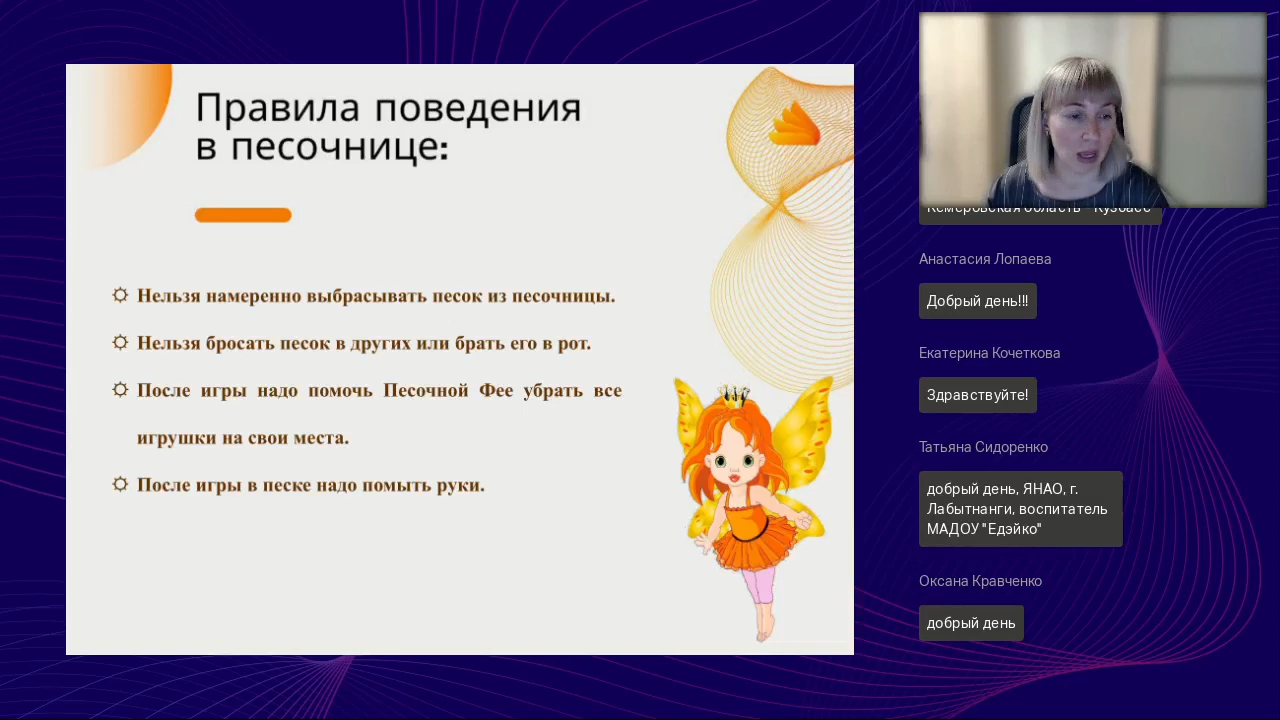 Правила поведения
в песочнице:
Нельзя намеренно выбрасывать песок из песочницы.
Нельзя бросать песок в других или брать его в рот.
После игры надо помочь Песочной Фее убрать все
игрушки на свои места.
После игры в песке надо помыть руки.
Кемеровская область - Кузбасс
Анастасия Лопаева
Добрый день!!!
Екатерина Кочеткова
Здравствуйте!
Татьяна Сидоренко
добрый день, ЯНАО, г.
Лабытнанги, воспитатель
МАДОУ "Едэйко"
Оксана Кравченко
добрый день